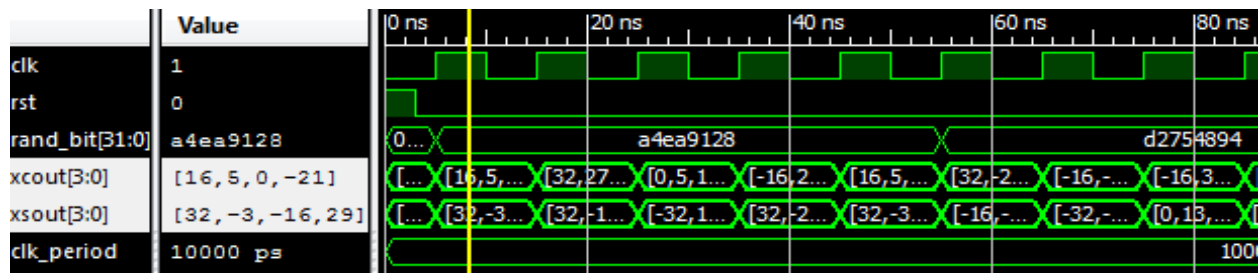 Value 0 ns 20 ns 40 ns 60 ns 80 ns
clk 1
rst 0
rand_bit[31:0] a4ea9128 0... a4ea9128 d2754894
xcout[3:0] [16,5,0,-21] [... [16,5,... [32,27... [0,5,1... [-16,2... [16,5,... [32,-2... [-16,-... [-16,3... [
xsout[3:0] [32,-3,-16,29] [... [32,-3... [32,-1... [-32,1... [32,-2... [32,-3... [-16,-... [-32,-... [0,13,... [
clk_period 10000 ps 1000